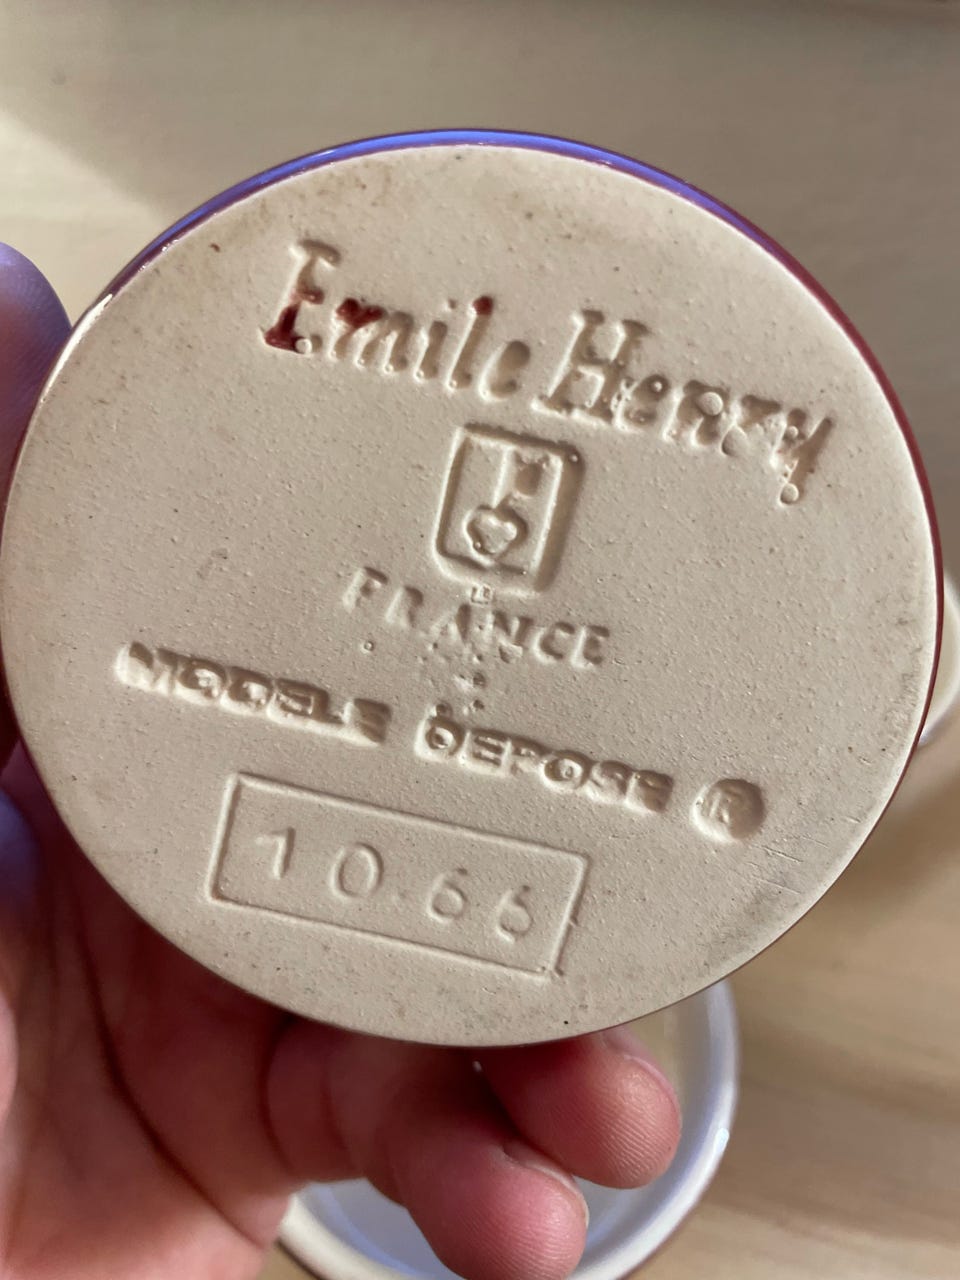 Emile Henry
FRANCE
MODELE DEPOSE ®
10.66